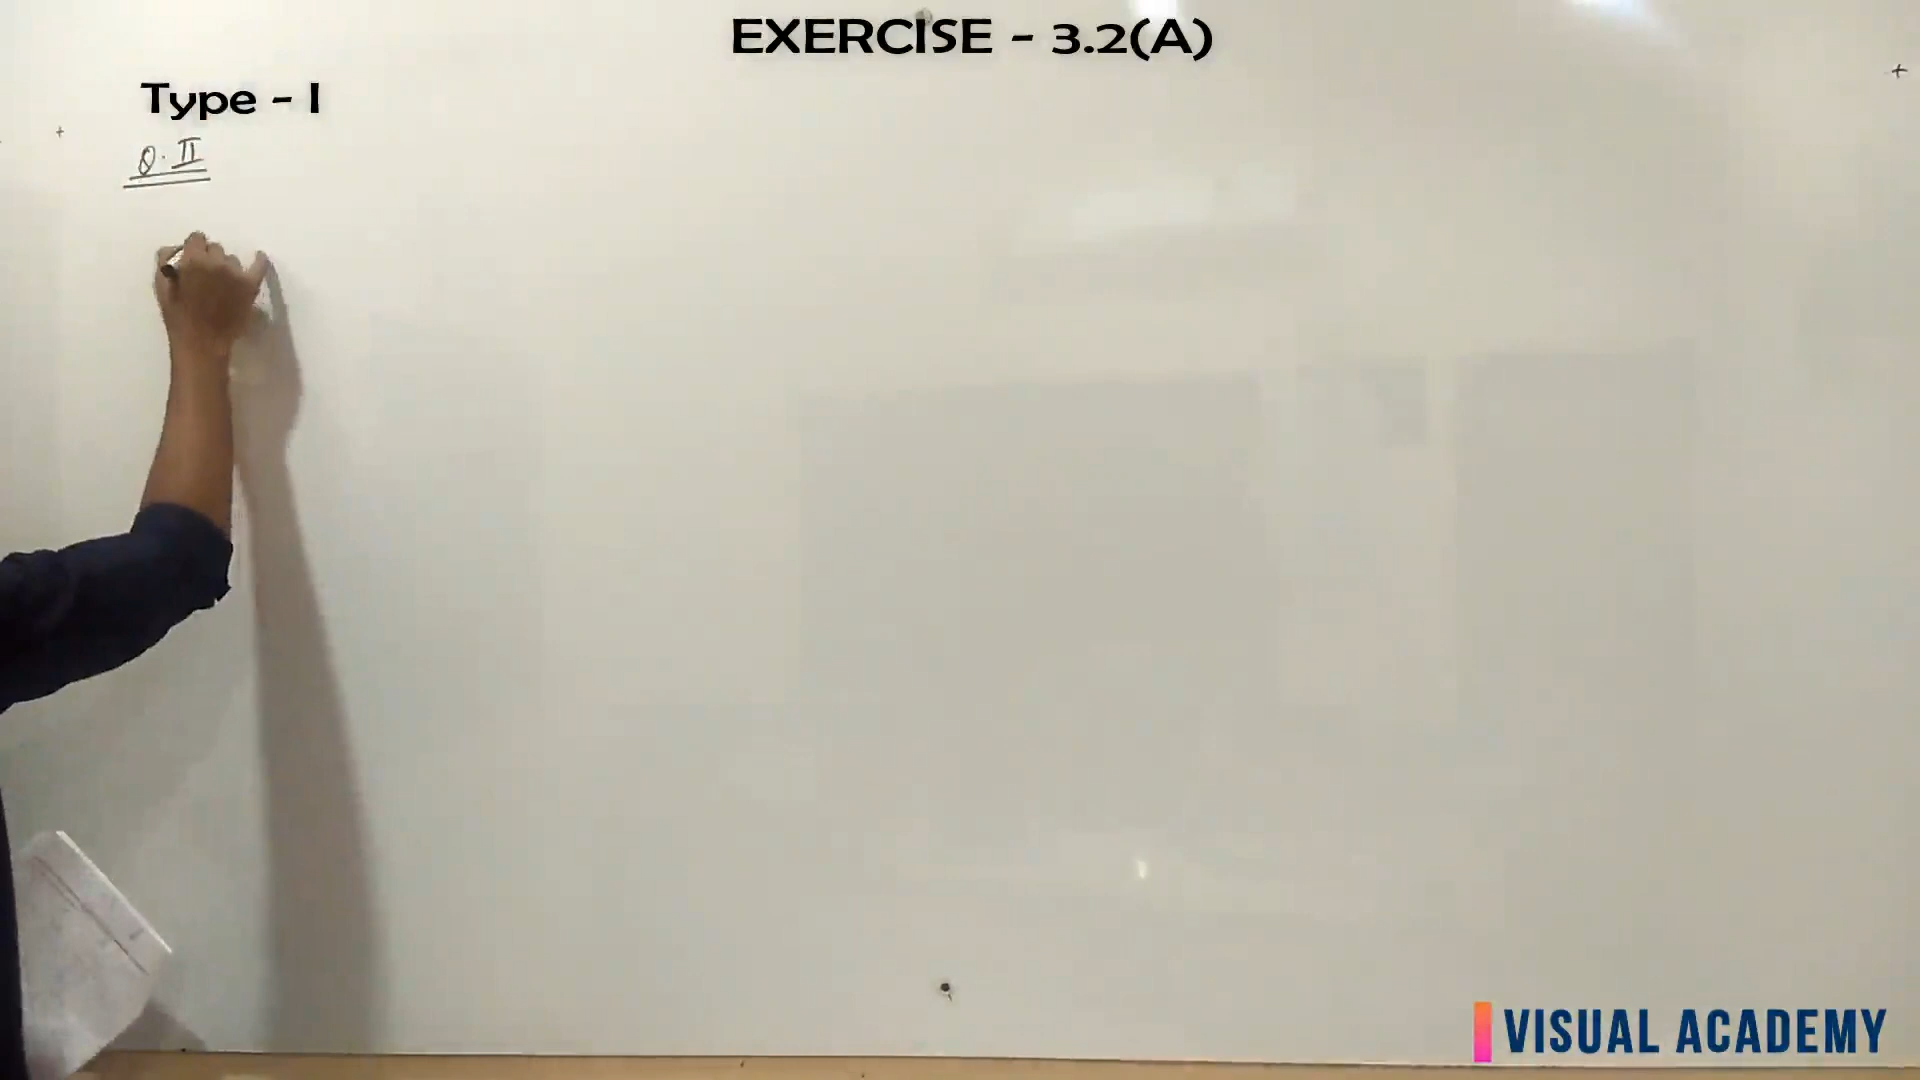 EXERCISE - 3.2(A)
Type - I
Q. II
VISUAL ACADEMY